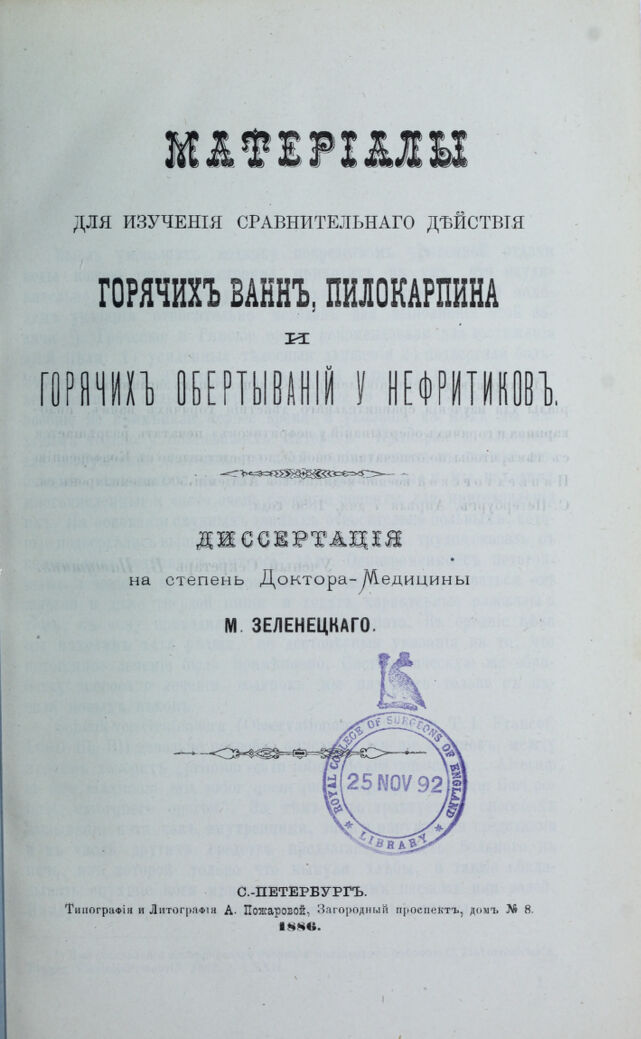 МАТЕРІАЛЫ
ДЛЯ ИЗУЧЕНІЯ СРАВНИТЕЛЬНАГО ДѢЙСТВІЯ
ГОРЯЧИХЪ ВАННЪ, ПИЛОКАРПИНА
И
ГОРЯЧИХЪ ОБЕРТЫВАНІЙ У НЕФРИТИКОВЪ.
ДИССЕРТАЦІЯ
на степень Доктора-Медицины
М. ЗЕЛЕНЕЦКАГО.
ROYAL COLLEGE OF SURGEONS OF ENGLAND
25 NOV 92
* LIBRARY *
С.-ПЕТЕРБУРГЪ.
Типографія и Литографія А. Пожаровой, Загородный проспектъ, домъ № 8.
1886.